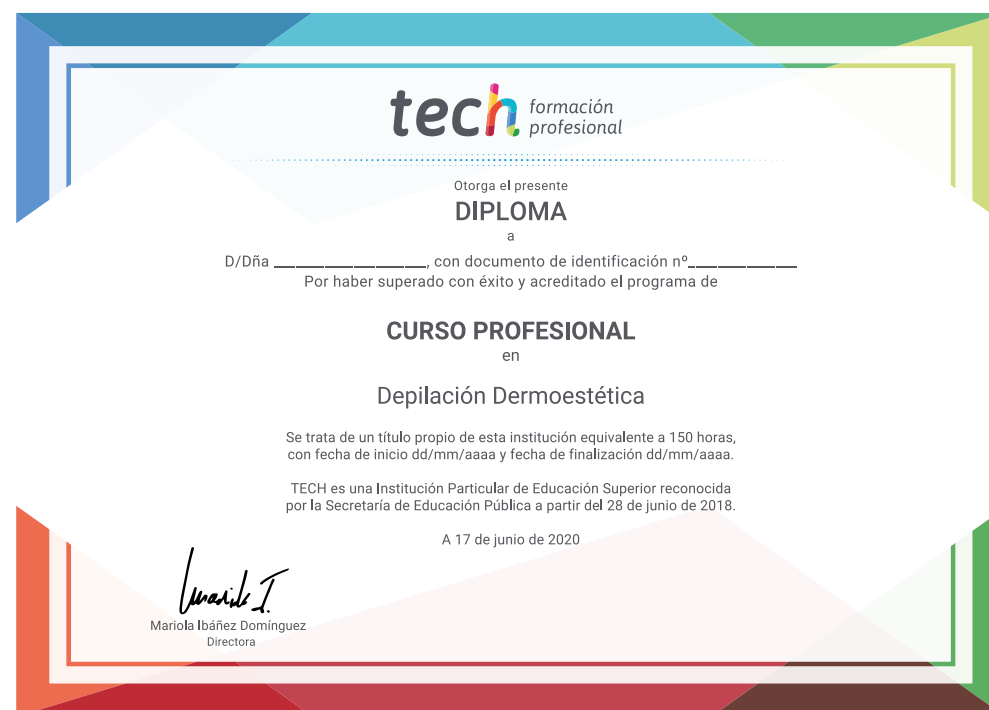 tech formación
profesional
Otorga el presente
DIPLOMA
a
D/Dña ______________, con documento de identificación nº__________
Por haber superado con éxito y acreditado el programa de
CURSO PROFESIONAL
en
Depilación Dermoestética
Se trata de un título propio de esta institución equivalente a 150 horas,
con fecha de inicio dd/mm/aaaa y fecha de finalización dd/mm/aaaa.
TECH es una Institución Particular de Educación Superior reconocida
por la Secretaría de Educación Pública a partir del 28 de junio de 2018.
A 17 de junio de 2020
Mariola Ibáñez Domínguez
Directora